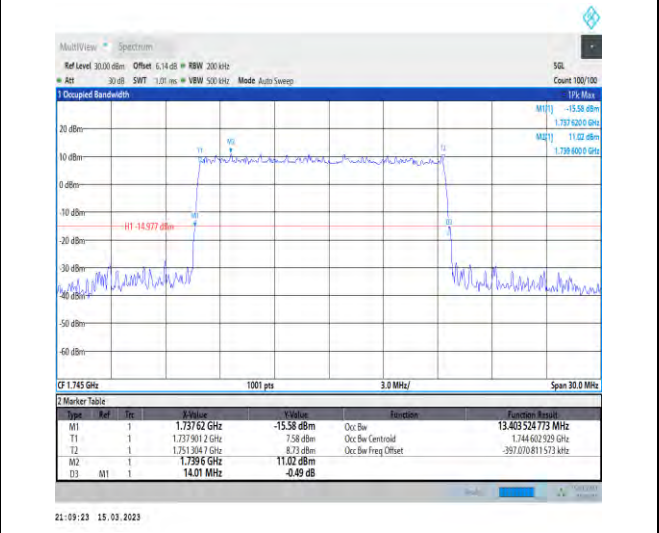 MultiView Spectrum
Ref Level 30.00 dBm Offset 6.14 dB RBW 200 kHz SGL
Att 30 dB SWT 1.01 ms VBW 500 kHz Mode Auto Sweep Count 100/100
1 Occupied Bandwidth 1Pk Max
M1[1] -15.58 dBm
1.737 620 0 GHz
M2[1] 11.02 dBm
1.739 600 0 GHz
20 dBm
M2
T1 T2
10 dBm
0 dBm
-10 dBm
M1 D3
H1 -14.977 dBm
-20 dBm
-30 dBm
-40 dBm
-50 dBm
-60 dBm
CF 1.745 GHz 1001 pts 3.0 MHz/ Span 30.0 MHz
2 Marker Table
Type Ref Trc X-Value Y-Value Function Function Result
M1 1 1.737 62 GHz -15.58 dBm Occ Bw 13.403 524 773 MHz
T1 1 1.737 901 2 GHz 7.58 dBm Occ Bw Centroid 1.744 602 929 GHz
T2 1 1.751 304 7 GHz 8.73 dBm Occ Bw Freq Offset -397.070 811 573 kHz
M2 1 1.739 6 GHz 11.02 dBm
D3 M1 1 14.01 MHz -0.49 dB
21:09:23 15.03.2023